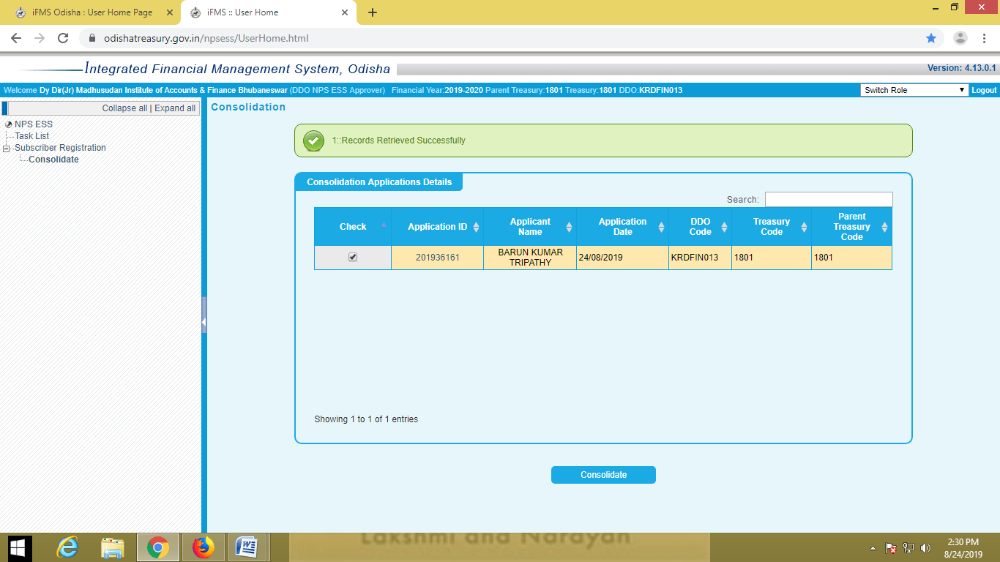 iFMS Odisha : User Home Page
iFMS :: User Home
odishatreasury.gov.in/npsess/UserHome.html
Integrated Financial Management System, Odisha
Version: 4.13.0.1
Welcome Dy Dir(Jr) Madhusudan Institute of Accounts & Finance Bhubaneswar (DDO NPS ESS Approver) Financial Year:2019-2020 Parent Treasury:1801 Treasury:1801 DDO:KRDFIN013
Switch Role
Logout
Collapse all | Expand all
NPS ESS
Task List
Subscriber Registration
Consolidate
Consolidation
1::Records Retrieved Successfully
Consolidation Applications Details
Search:
Check
Application ID
Applicant
Name
Application
Date
DDO
Code
Treasury
Code
Parent
Treasury
Code
201936161
BARUN KUMAR
TRIPATHY
24/08/2019
KRDFIN013
1801
1801
Showing 1 to 1 of 1 entries
Consolidate
Lakshmi and Narayan
2:30 PM
8/24/2019